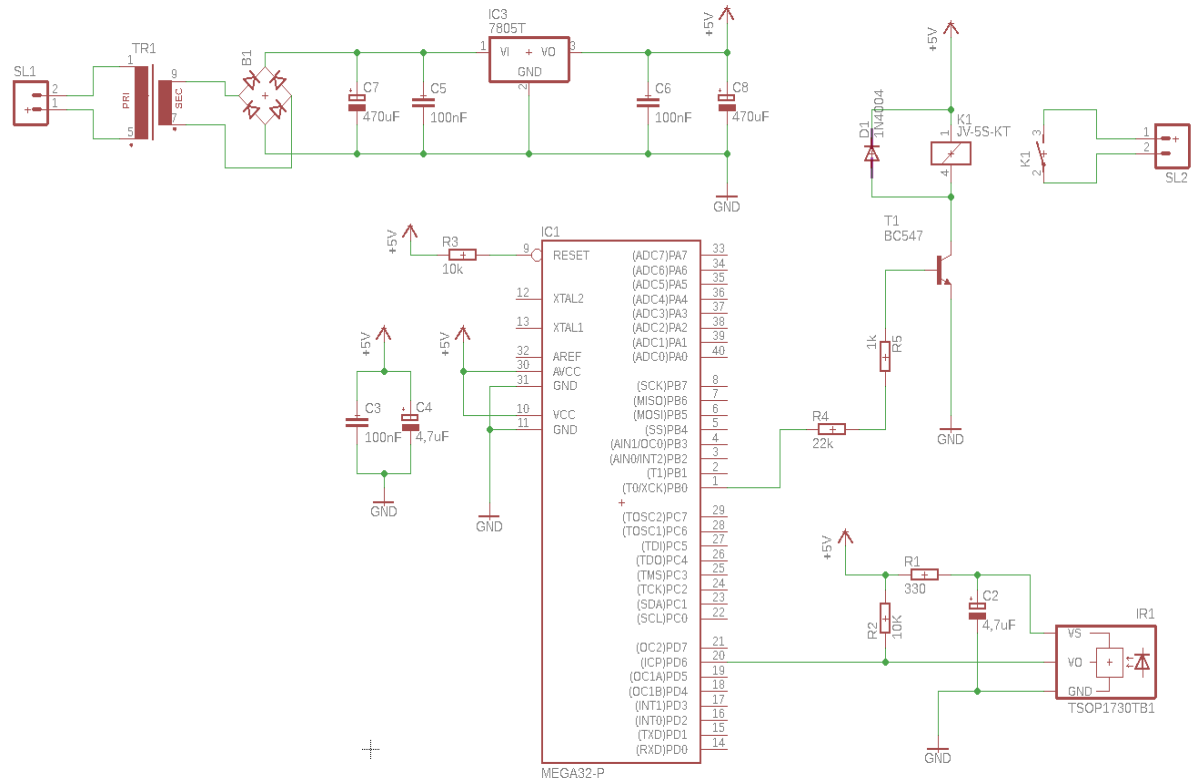 SL1
2
1
TR1
1
5
PRI
SEC
9
7
B1
C7
470uF
C5
100nF
IC3
7805T
1
VI
VO
3
GND
2
C6
100nF
+5V
C8
470uF
GND
+5V
D1
1N4004
K1
JV-5S-KT
1
4
K1
3
2
1
2
SL2
T1
BC547
1k
R5
R4
22k
GND
+5V
R3
10k
IC1
9 RESET
12 XTAL2
13 XTAL1
32 AREF
30 AVCC
31 GND
10 VCC
11 GND
(ADC7)PA7 33
(ADC6)PA6 34
(ADC5)PA5 35
(ADC4)PA4 36
(ADC3)PA3 37
(ADC2)PA2 38
(ADC1)PA1 39
(ADC0)PA0 40
(SCK)PB7 8
(MISO)PB6 7
(MOSI)PB5 6
(SS)PB4 5
(AIN1/OC0)PB3 4
(AIN0/INT2)PB2 3
(T1)PB1 2
(T0/XCK)PB0 1
(TOSC2)PC7 29
(TOSC1)PC6 28
(TDI)PC5 27
(TDO)PC4 26
(TMS)PC3 25
(TCK)PC2 24
(SDA)PC1 23
(SCL)PC0 22
(OC2)PD7 21
(ICP)PD6 20
(OC1A)PD5 19
(OC1B)PD4 18
(INT1)PD3 17
(INT0)PD2 16
(TXD)PD1 15
(RXD)PD0 14
MEGA32-P
+5V
+5V
C3
100nF
C4
4,7uF
GND
GND
+5V
R1
330
R2
10K
C2
4,7uF
IR1
VS
VO
GND
TSOP1730TB1
GND